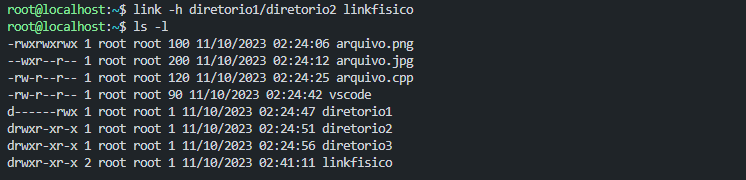 root@localhost:~$ link -h diretorio1/diretorio2 linkfisico
root@localhost:~$ ls -l
-rwxrwxrwx 1 root root 100 11/10/2023 02:24:06 arquivo.png
--wxr--r-- 1 root root 200 11/10/2023 02:24:12 arquivo.jpg
-rw-r--r-- 1 root root 120 11/10/2023 02:24:25 arquivo.cpp
-rw-r--r-- 1 root root 90 11/10/2023 02:24:42 vscode
d------rwx 1 root root 1 11/10/2023 02:24:47 diretorio1
drwxr-xr-x 1 root root 1 11/10/2023 02:24:51 diretorio2
drwxr-xr-x 1 root root 1 11/10/2023 02:24:56 diretorio3
drwxr-xr-x 2 root root 1 11/10/2023 02:41:11 linkfisico